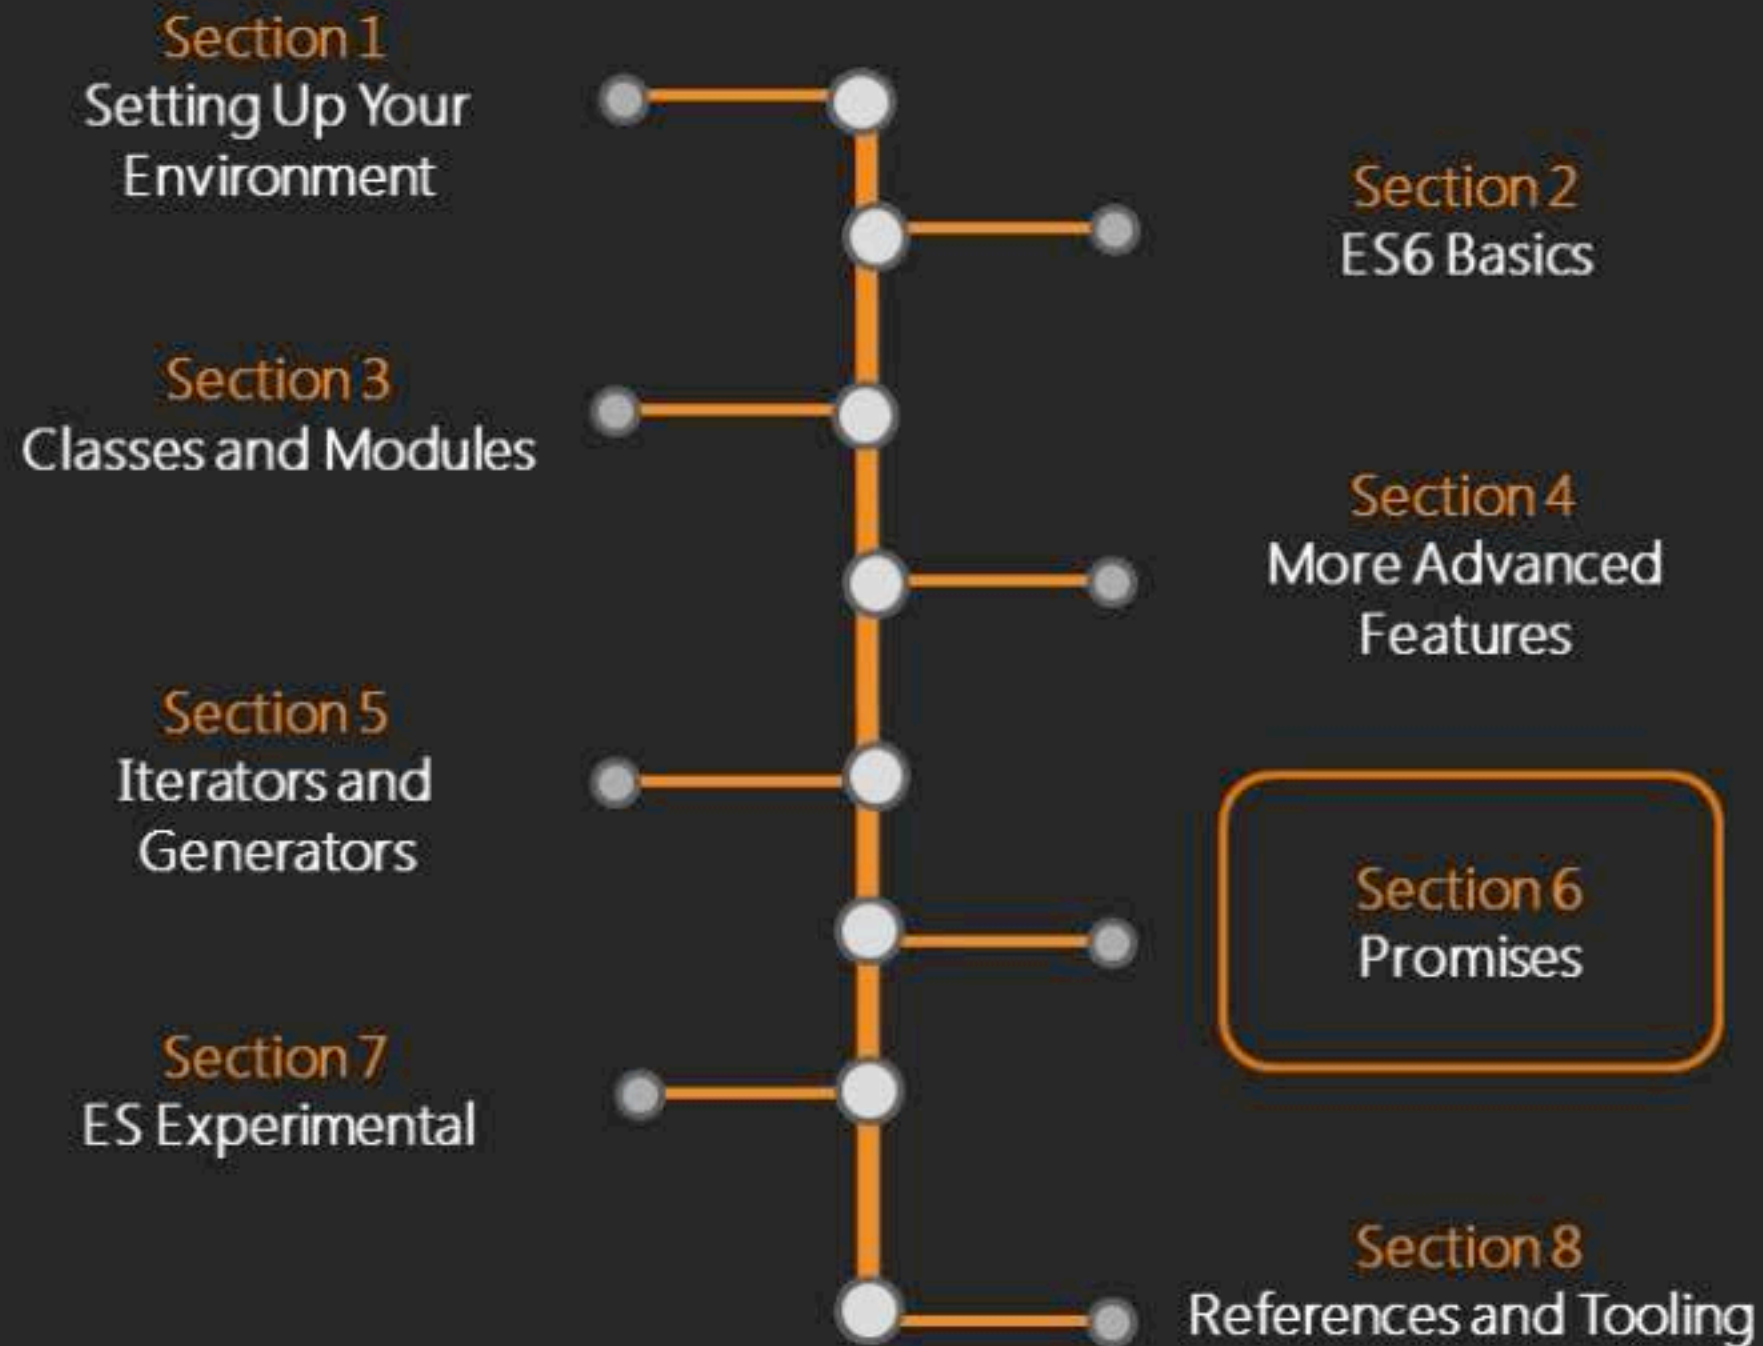 Section 1
Setting Up Your
Environment
Section 2
ES6 Basics
Section 3
Classes and Modules
Section 4
More Advanced
Features
Section 5
Iterators and
Generators
Section 6
Promises
Section 7
ES Experimental
Section 8
References and Tooling